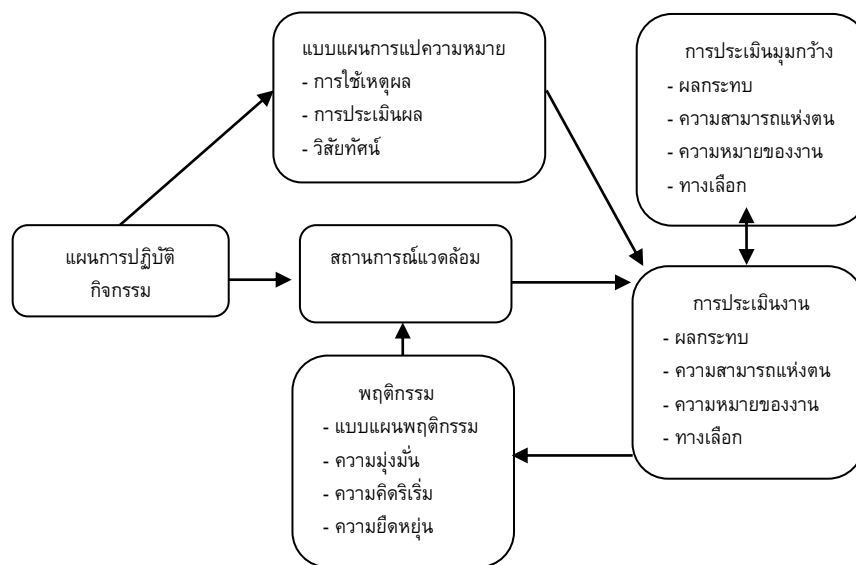 แบบแผนการแปความหมาย
- การใช้เหตุผล
- การประเมินผล
- วิสัยทัศน์
การประเมินมุมกว้าง
- ผลกระทบ
- ความสามารถแห่งตน
- ความหมายของงาน
- ทางเลือก
แผนการปฏิบัติ
กิจกรรม
สถานการณ์แวดล้อม
การประเมินงาน
- ผลกระทบ
- ความสามารถแห่งตน
- ความหมายของงาน
- ทางเลือก
พฤติกรรม
- แบบแผนพฤติกรรม
- ความมุ่งมั่น
- ความคิดริเริ่ม
- ความยืดหยุ่น